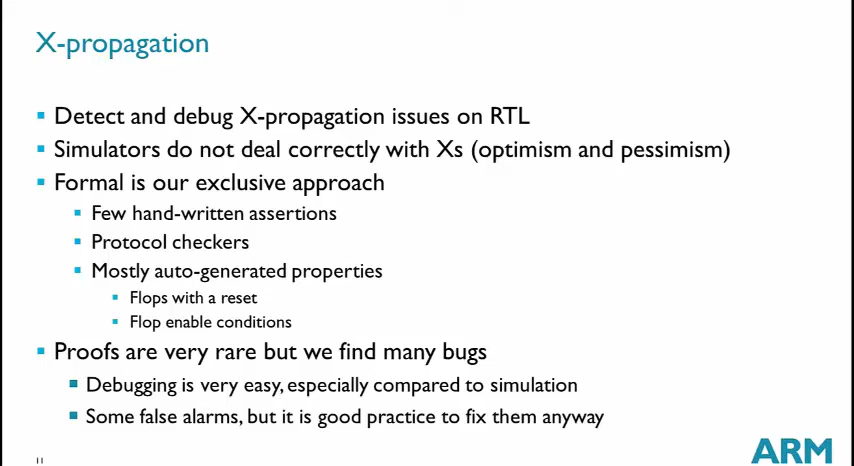 X-propagation
▪ Detect and debug X-propagation issues on RTL
▪ Simulators do not deal correctly with Xs (optimism and pessimism)
▪ Formal is our exclusive approach
▪ Few hand-written assertions
▪ Protocol checkers
▪ Mostly auto-generated properties
▪ Flops with a reset
▪ Flop enable conditions
▪ Proofs are very rare but we find many bugs
▪ Debugging is very easy, especially compared to simulation
▪ Some false alarms, but it is good practice to fix them anyway
11
ARM